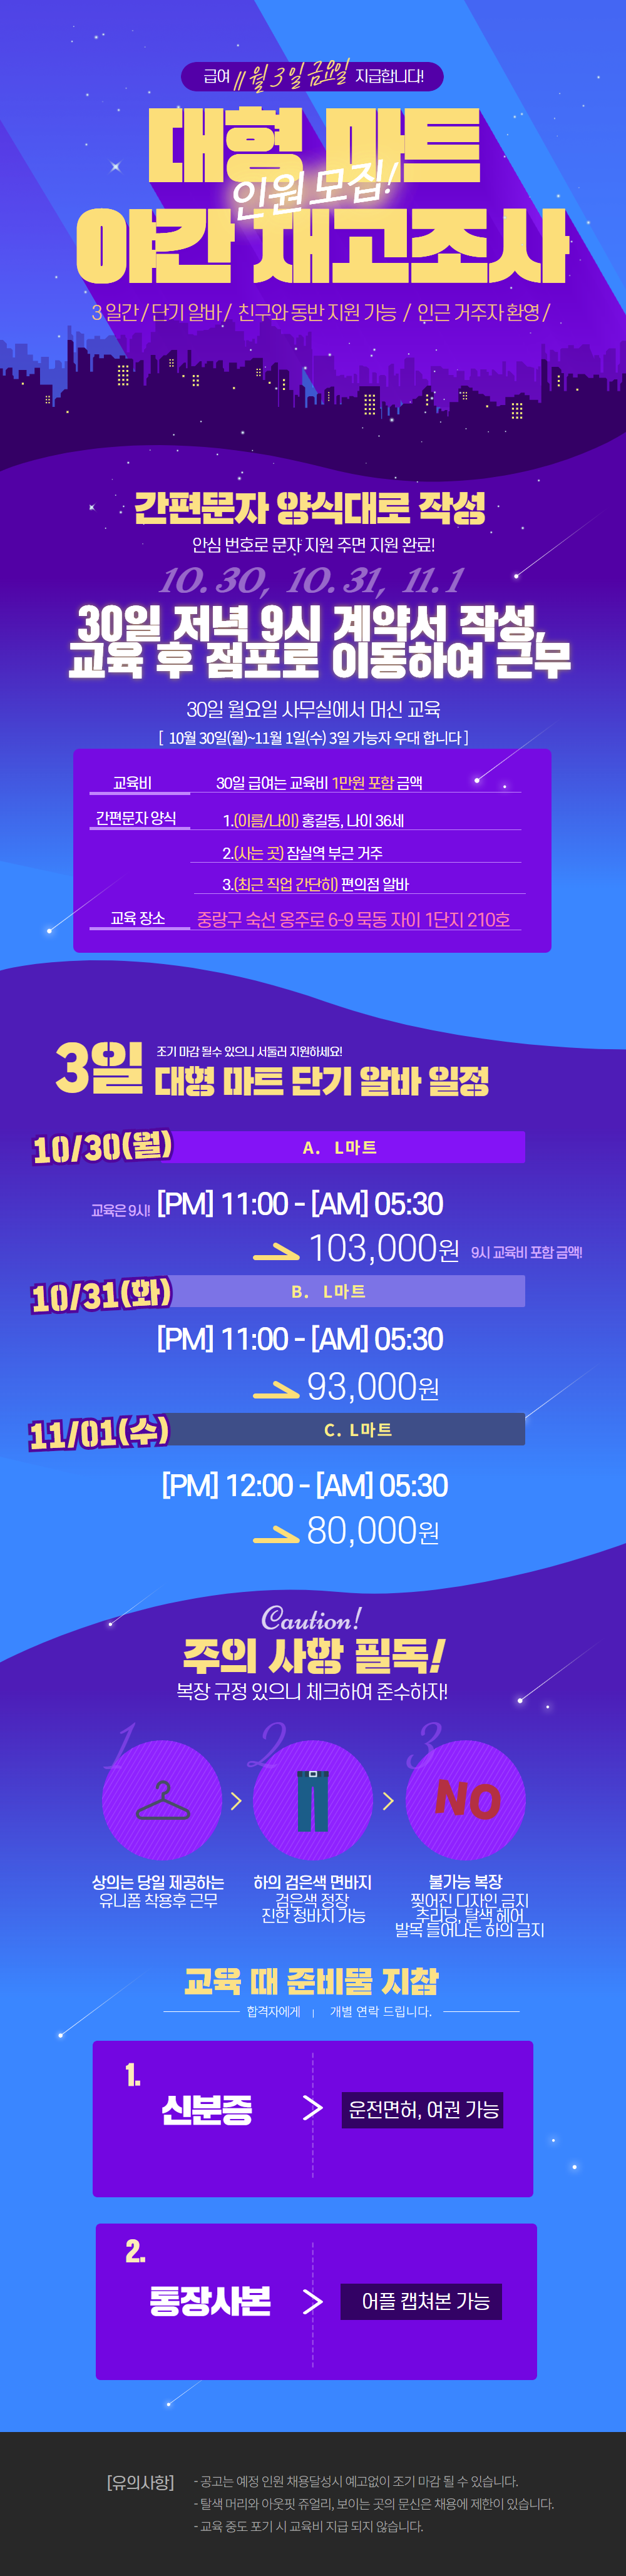 급여 11월 3일 금요일 지급합니다!
대형 마트
인원 모집!
야간 재고조사
3일간 / 단기 알바 / 친구와 동반 지원 가능 / 인근 거주자 환영 /
간편문자 양식대로 작성
안심 번호로 문자 지원 주면 지원 완료!
10. 30, 10. 31, 11. 1
30일 저녁 9시 계약서 작성,
교육 후 점포로 이동하여 근무
30일 월요일 사무실에서 머신 교육
[ 10월 30일(월)~11월 1일(수) 3일 가능자 우대 합니다 ]
교육비 30일 급여는 교육비 1만원 포함 금액
간편문자 양식 1.(이름/나이) 홍길동, 나이 36세
2.(사는 곳) 잠실역 부근 거주
3.(최근 직업 간단히) 편의점 알바
교육 장소 중랑구 숙선 옹주로 6-9 묵동 자이 1단지 210호
3일
조기 마감 될수 있으니 서둘러 지원하세요!
대형 마트 단기 알바 일정
10/30(월)
A. L마트
교육은 9시! [PM] 11:00 - [AM] 05:30
103,000원 9시 교육비 포함 금액!
10/31(화)
B. L마트
[PM] 11:00 - [AM] 05:30
93,000원
11/01(수)
C. L마트
[PM] 12:00 - [AM] 05:30
80,000원
Caution!
주의 사항 필독!
복장 규정 있으니 체크하여 준수하자!
1 2 3
NO
상의는 당일 제공하는
유니폼 착용후 근무
하의 검은색 면바지
검은색 정장
진한 청바지 가능
불가능 복장
찢어진 디자인 금지
추리닝, 탈색 헤어
발목 들어나는 하의 금지
교육 때 준비물 지참
합격자에게 | 개별 연락 드립니다.
1.
신분증 > 운전면허, 여권 가능
2.
통장사본 > 어플 캡쳐본 가능
[유의사항] - 공고는 예정 인원 채용달성시 예고없이 조기 마감 될 수 있습니다.
- 탈색 머리와 아웃핏 쥬얼리, 보이는 곳의 문신은 채용에 제한이 있습니다.
- 교육 중도 포기 시 교육비 지급 되지 않습니다.